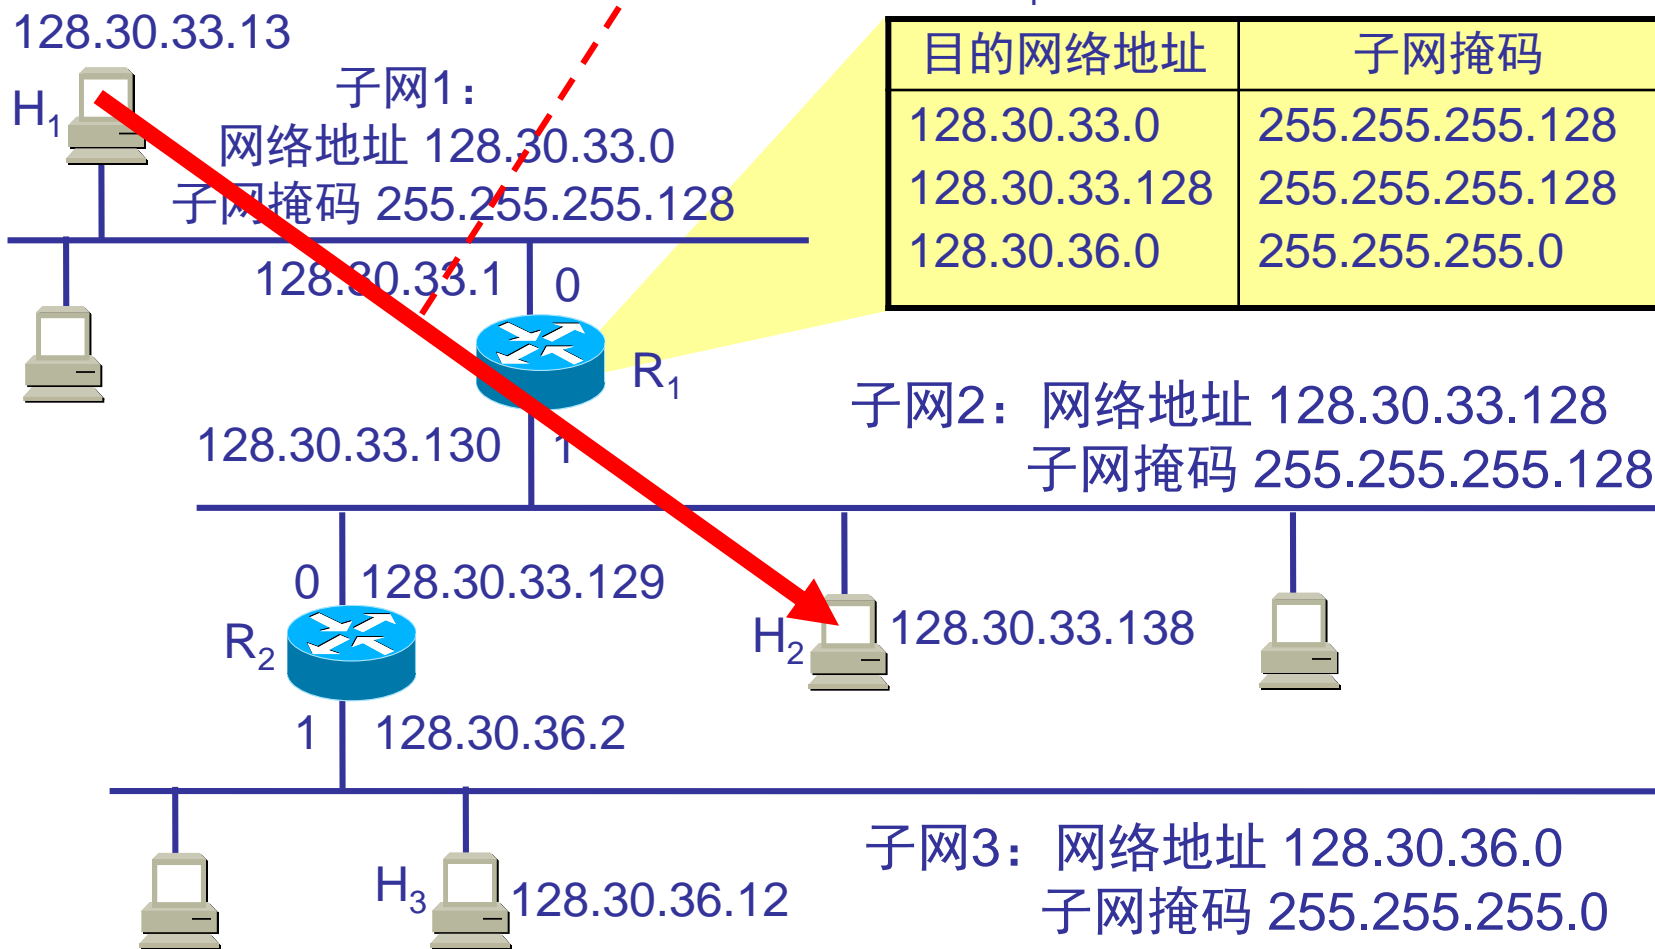 128.30.33.13
H1
子网1：
网络地址 128.30.33.0
子网掩码 255.255.255.128
目的网络地址 子网掩码
128.30.33.0 255.255.255.128
128.30.33.128 255.255.255.128
128.30.36.0 255.255.255.0
128.30.33.1 0
R1
128.30.33.130 1
子网2：网络地址 128.30.33.128
子网掩码 255.255.255.128
0 128.30.33.129
R2
H2 128.30.33.138
1 128.30.36.2
H3 128.30.36.12
子网3：网络地址 128.30.36.0
子网掩码 255.255.255.0